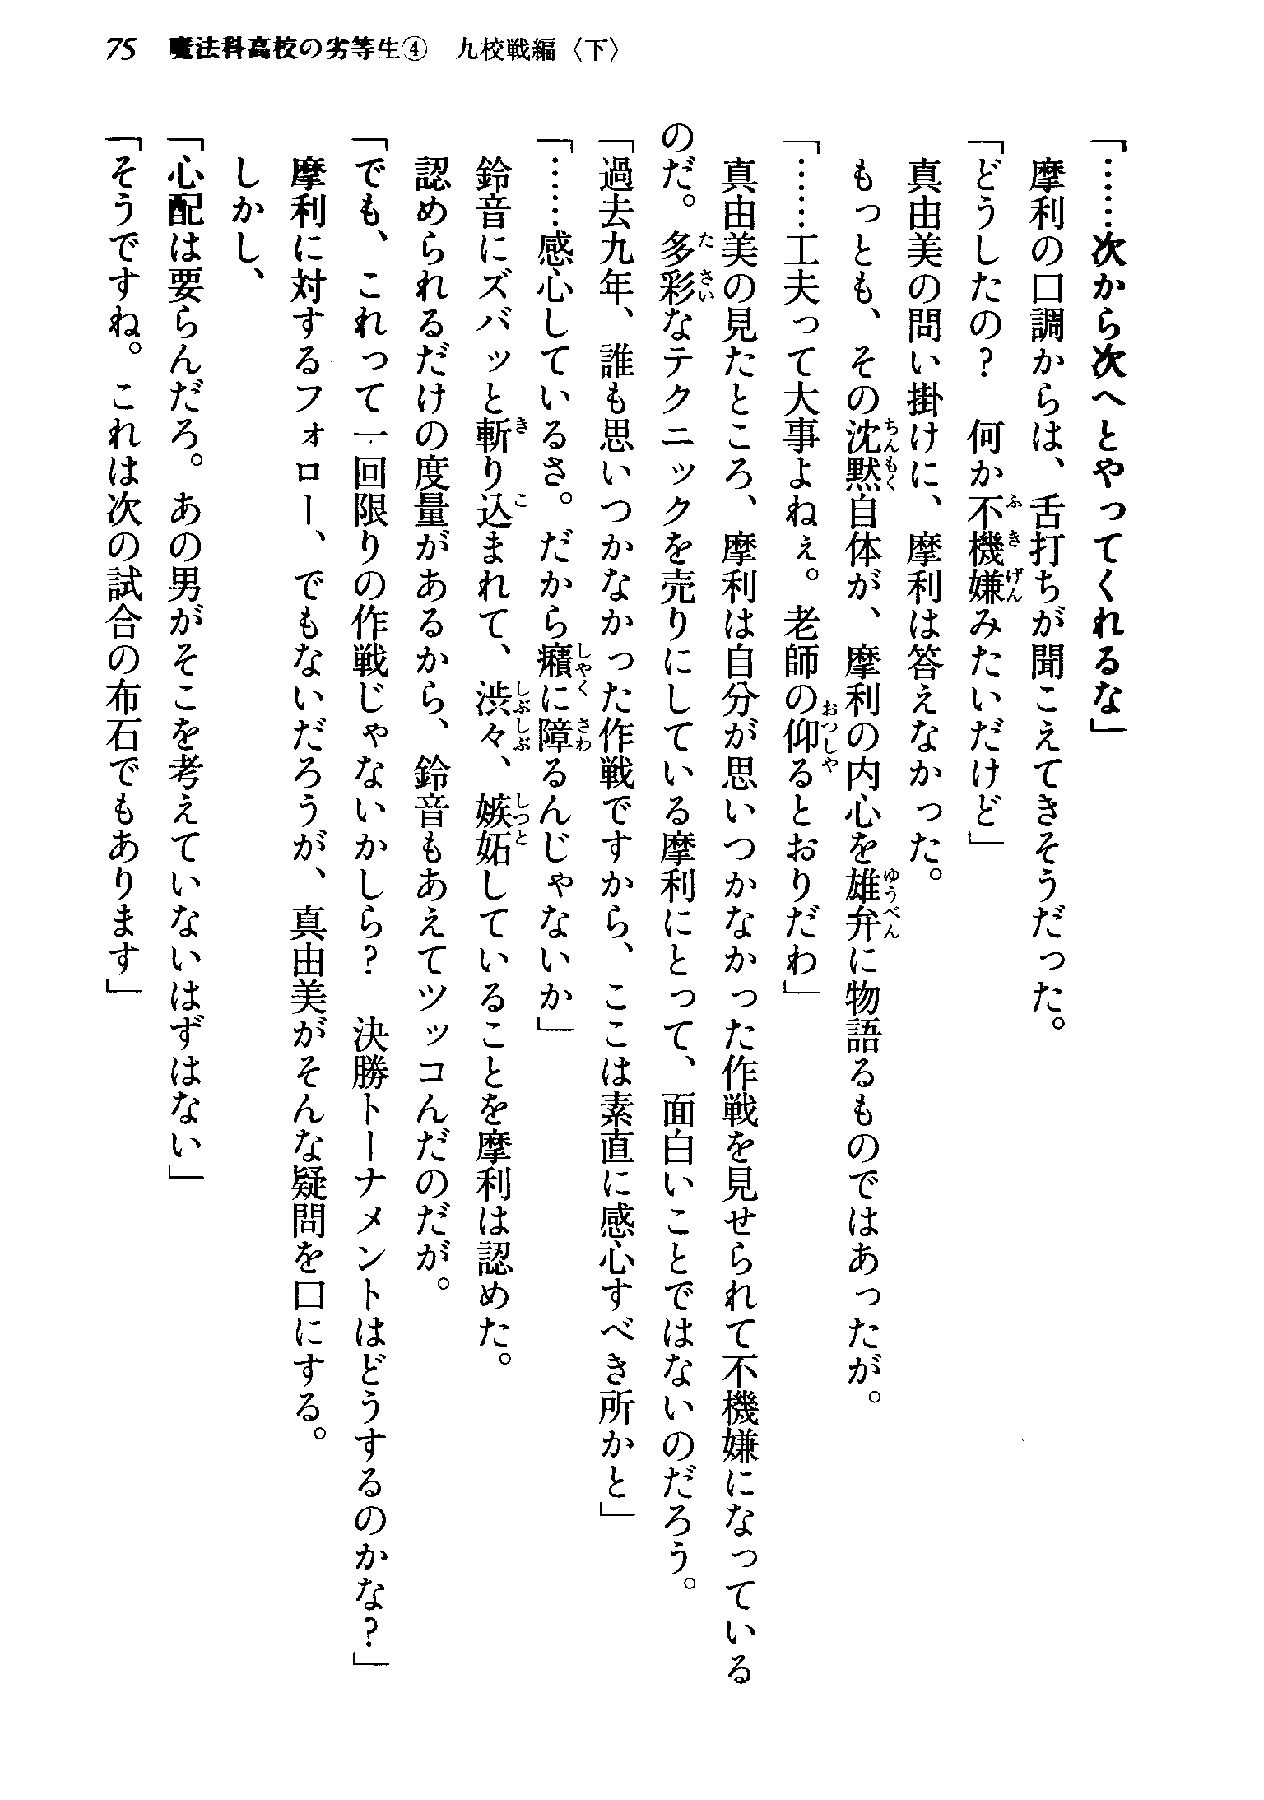 75　魔法科高校の劣等生④　九校戦編〈下〉
「……次から次へとやってくれるな」
　摩利の口調からは、舌打ちが聞こえてきそうだった。
「どうしたの？　何か不機嫌みたいだけど」
　真由美の問い掛けに、摩利は答えなかった。
　もっとも、その沈黙自体が、摩利の内心を雄弁に物語るものではあったが。
「……工夫って大事よねぇ。老師の仰るとおりだわ」
　真由美の見たところ、摩利は自分が思いつかなかった作戦を見せられて不機嫌になっている
のだ。多彩なテクニックを売りにしている摩利にとって、面白いことではないのだろう。
「過去九年、誰も思いつかなかった作戦ですから、ここは素直に感心すべき所かと」
「……感心しているさ。だから癪に障るんじゃないか」
　鈴音にズバッと斬り込まれて、渋々、嫉妬していることを摩利は認めた。
　認められるだけの度量があるから、鈴音もあえてツッコんだのだが。
「でも、これって一回限りの作戦じゃないかしら？　決勝トーナメントはどうするのかな？」
　摩利に対するフォロー、でもないだろうが、真由美がそんな疑問を口にする。
　しかし、
「心配は要らんだろ。あの男がそこを考えていないはずはない」
「そうですね。これは次の試合の布石でもあります」